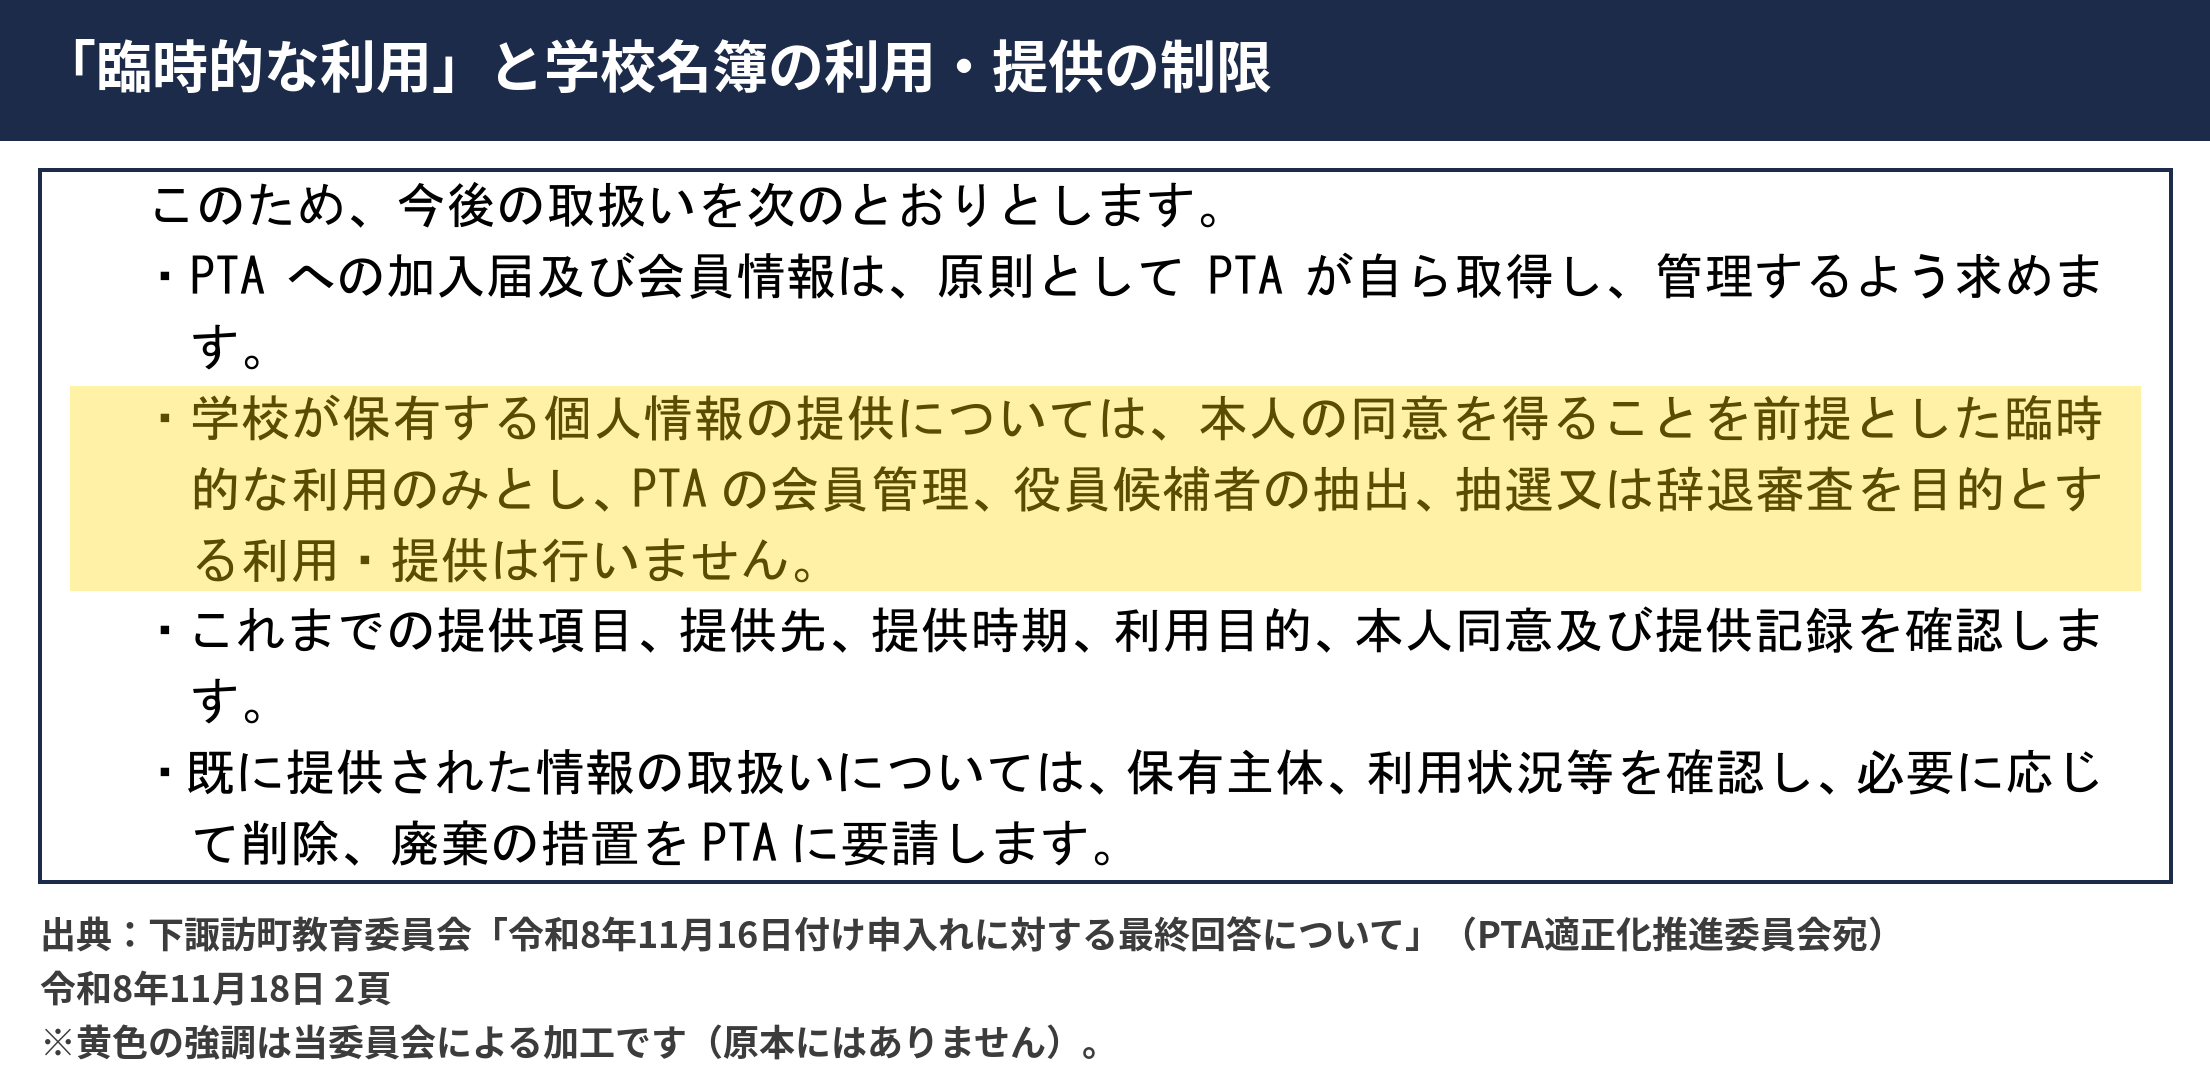 「臨時的な利用」と学校名簿の利用・提供の制限
このため、今後の取扱いを次のとおりとします。
・PTA への加入届及び会員情報は、原則として PTA が自ら取得し、管理するよう求めま
す。
・学校が保有する個人情報の提供については、本人の同意を得ることを前提とした臨時
的な利用のみとし、PTA の会員管理、役員候補者の抽出、抽選又は辞退審査を目的とす
る利用・提供は行いません。
・これまでの提供項目、提供先、提供時期、利用目的、本人同意及び提供記録を確認しま
す。
・既に提供された情報の取扱いについては、保有主体、利用状況等を確認し、必要に応じ
て削除、廃棄の措置を PTA に要請します。
出典：下諏訪町教育委員会「令和8年11月16日付け申入れに対する最終回答について」（PTA適正化推進委員会宛）
令和8年11月18日 2頁
※黄色の強調は当委員会による加工です（原本にはありません）。